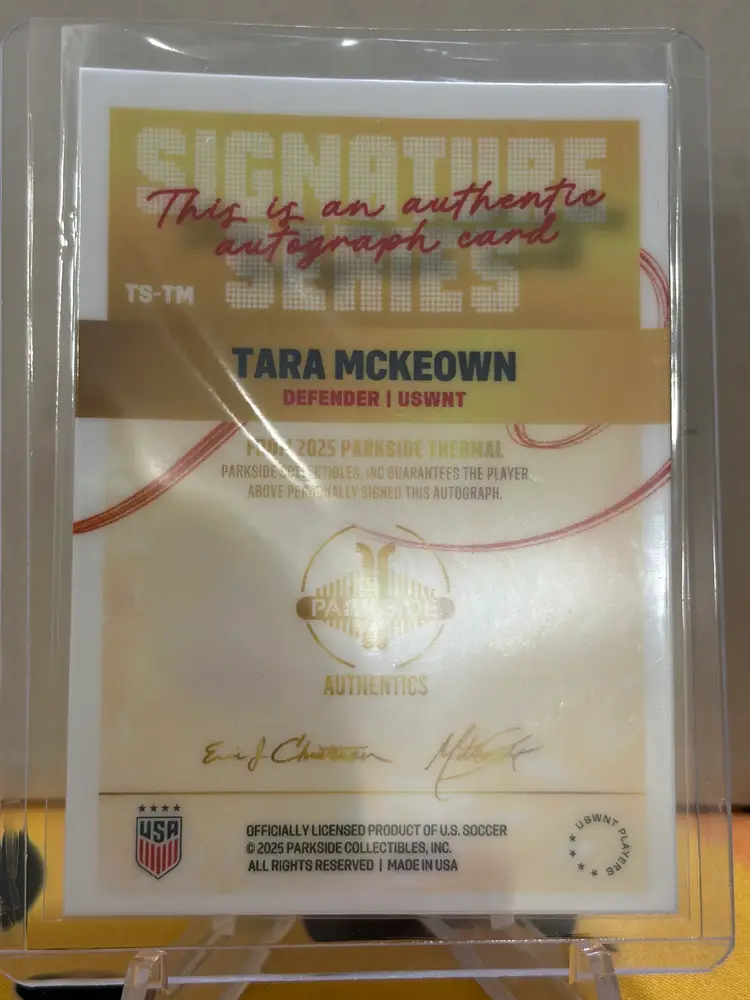 SIGNATURE
This is an authentic
autograph card
SERIES
TS-TM
TARA MCKEOWN
DEFENDER | USWNT
FROM 2025 PARKSIDE THERMAL
PARKSIDE COLLECTIBLES, INC GUARANTEES THE PLAYER
ABOVE PERSONALLY SIGNED THIS AUTOGRAPH.
PARKSIDE
AUTHENTICS
USA
OFFICIALLY LICENSED PRODUCT OF U.S. SOCCER
© 2025 PARKSIDE COLLECTIBLES, INC.
ALL RIGHTS RESERVED | MADE IN USA
USWNT PLAYERS